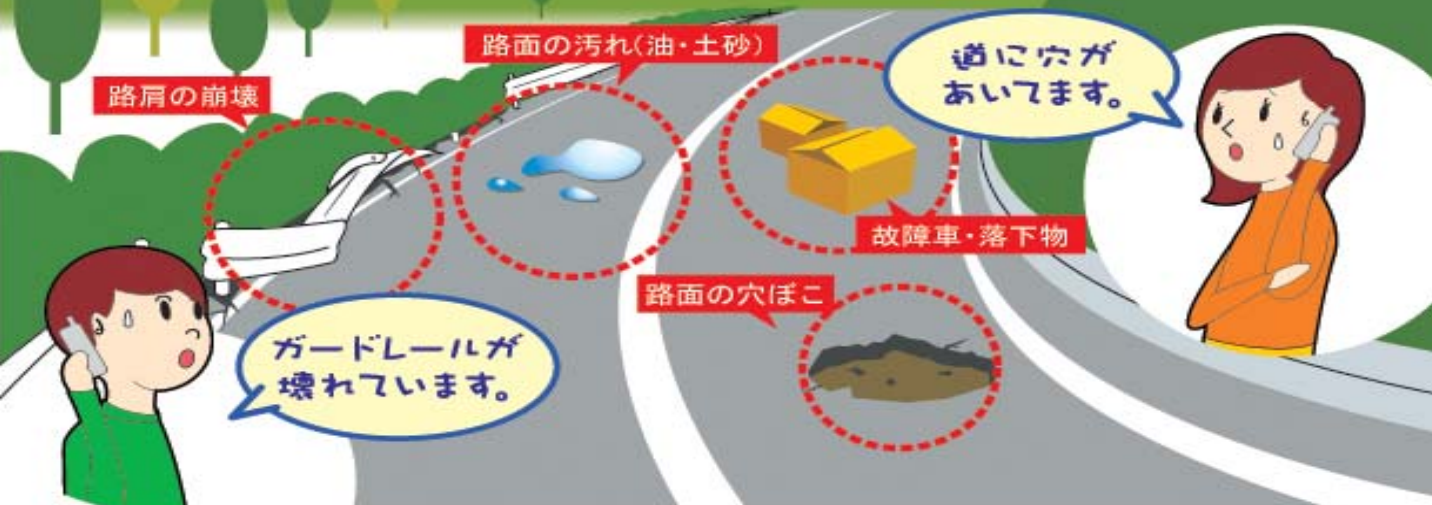 路面の汚れ(油・土砂)
路肩の崩壊
道に穴が
あいてます。
故障車・落下物
路面の穴ぼこ
ガードレールが
壊れています。